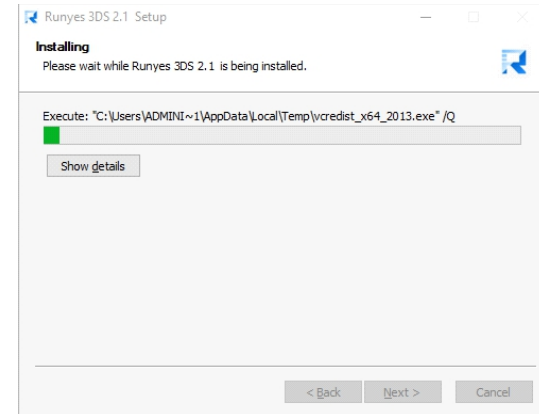 Runyes 3DS 2.1 Setup
Installing
Please wait while Runyes 3DS 2.1 is being installed.
Execute: "C:\Users\ADMINI~1\AppData\Local\Temp\vcredist_x64_2013.exe" /Q
Show details
< Back Next > Cancel